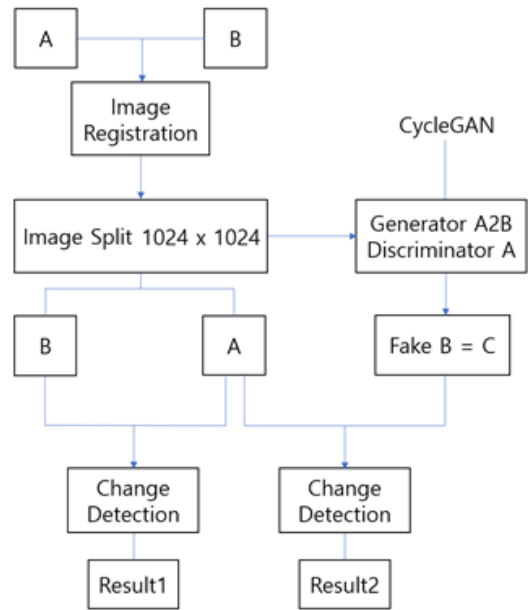 A
B
Image
Registration
CycleGAN
Image Split 1024 x 1024
Generator A2B
Discriminator A
B
A
Fake B = C
Change
Detection
Change
Detection
Result1
Result2